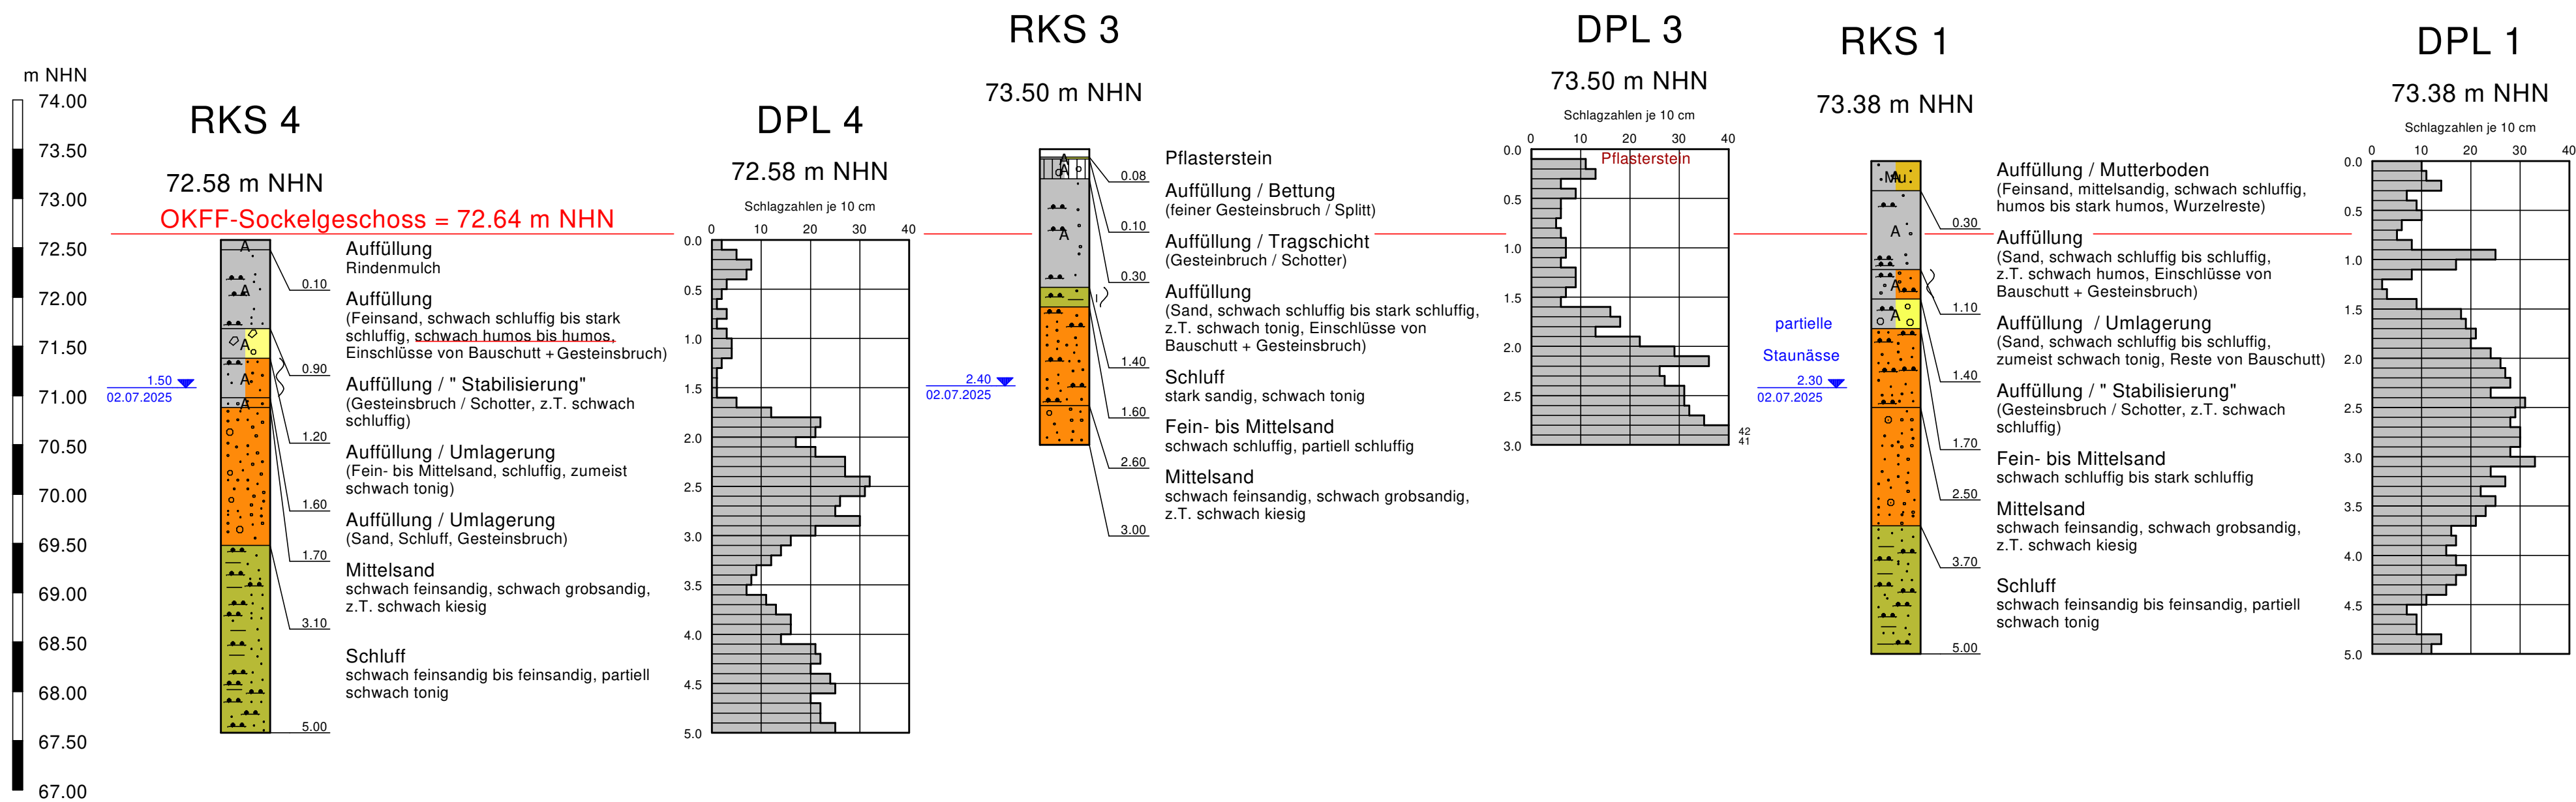 m NHN
74.00
73.50
73.00
72.50
72.00
71.50
71.00
70.50
70.00
69.50
69.00
68.50
68.00
67.50
67.00
OKFF-Sockelgeschoss = 72.64 m NHN
RKS 4
72.58 m NHN
A
A
A
A
A
1.50
02.07.2025
0.10
0.90
1.20
1.60
1.70
3.10
5.00
Auffüllung
Rindenmulch
Auffüllung
(Feinsand, schwach schluffig bis stark
schluffig, schwach humos bis humos,
Einschlüsse von Bauschutt + Gesteinsbruch)
Auffüllung / " Stabilisierung"
(Gesteinsbruch / Schotter, z.T. schwach
schluffig)
Auffüllung / Umlagerung
(Fein- bis Mittelsand, schluffig, zumeist
schwach tonig)
Auffüllung / Umlagerung
(Sand, Schluff, Gesteinsbruch)
Mittelsand
schwach feinsandig, schwach grobsandig,
z.T. schwach kiesig
Schluff
schwach feinsandig bis feinsandig, partiell
schwach tonig
DPL 4
72.58 m NHN
Schlagzahlen je 10 cm
0 10 20 30 40
0.0
0.5
1.0
1.5
2.0
2.5
3.0
3.5
4.0
4.5
5.0
RKS 3
73.50 m NHN
A
A
A
2.40
02.07.2025
0.08
0.10
0.30
1.40
1.60
2.60
3.00
Pflasterstein
Auffüllung / Bettung
(feiner Gesteinsbruch / Splitt)
Auffüllung / Tragschicht
(Gesteinbruch / Schotter)
Auffüllung
(Sand, schwach schluffig bis stark schluffig,
z.T. schwach tonig, Einschlüsse von
Bauschutt + Gesteinsbruch)
Schluff
stark sandig, schwach tonig
Fein- bis Mittelsand
schwach schluffig, partiell schluffig
Mittelsand
schwach feinsandig, schwach grobsandig,
z.T. schwach kiesig
DPL 3
73.50 m NHN
Schlagzahlen je 10 cm
0 10 20 30 40
Pflasterstein
0.0
0.5
1.0
1.5
2.0
2.5
3.0
42
41
RKS 1
73.38 m NHN
Mu
A
A
A
A
partielle
Staunässe
2.30
02.07.2025
0.30
1.10
1.40
1.70
2.50
3.70
5.00
Auffüllung / Mutterboden
(Feinsand, mittelsandig, schwach schluffig,
humos bis stark humos, Wurzelreste)
Auffüllung
(Sand, schwach schluffig bis schluffig,
z.T. schwach humos, Einschlüsse von
Bauschutt + Gesteinsbruch)
Auffüllung / Umlagerung
(Sand, schwach schluffig bis schluffig,
zumeist schwach tonig, Reste von Bauschutt)
Auffüllung / " Stabilisierung"
(Gesteinsbruch / Schotter, z.T. schwach
schluffig)
Fein- bis Mittelsand
schwach schluffig bis stark schluffig
Mittelsand
schwach feinsandig, schwach grobsandig,
z.T. schwach kiesig
Schluff
schwach feinsandig bis feinsandig, partiell
schwach tonig
DPL 1
73.38 m NHN
Schlagzahlen je 10 cm
0 10 20 30 40
0.0
0.5
1.0
1.5
2.0
2.5
3.0
3.5
4.0
4.5
5.0